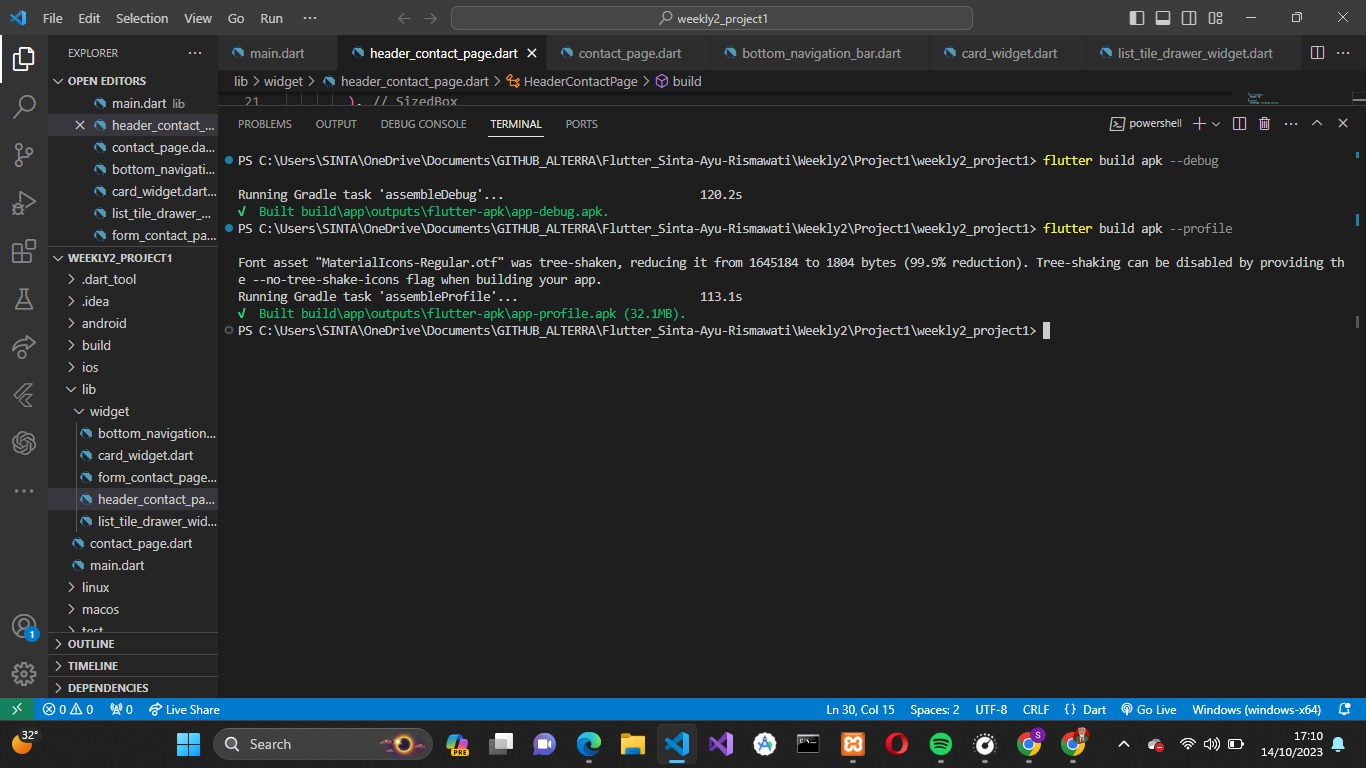 File Edit Selection View Go Run ···
weekly2_project1
EXPLORER
OPEN EDITORS
main.dart lib
header_contact_...
contact_page.da...
bottom_navigati...
card_widget.dart...
list_tile_drawer_...
form_contact_pa...
WEEKLY2_PROJECT1
.dart_tool
.idea
android
build
ios
lib
widget
bottom_navigation...
card_widget.dart
form_contact_page...
header_contact_pa...
list_tile_drawer_wid...
contact_page.dart
main.dart
linux
macos
test
OUTLINE
TIMELINE
DEPENDENCIES
main.dart header_contact_page.dart contact_page.dart bottom_navigation_bar.dart card_widget.dart list_tile_drawer_widget.dart
lib > widget > header_contact_page.dart > HeaderContactPage > build
21 ), // SizedBox
PROBLEMS OUTPUT DEBUG CONSOLE TERMINAL PORTS
powershell
PS C:\Users\SINTA\OneDrive\Documents\GITHUB_ALTERRA\Flutter_Sinta-Ayu-Rismawati\Weekly2\Project1\weekly2_project1> flutter build apk --debug
Running Gradle task 'assembleDebug'... 120.2s
√ Built build\app\outputs\flutter-apk\app-debug.apk.
PS C:\Users\SINTA\OneDrive\Documents\GITHUB_ALTERRA\Flutter_Sinta-Ayu-Rismawati\Weekly2\Project1\weekly2_project1> flutter build apk --profile
Font asset "MaterialIcons-Regular.otf" was tree-shaken, reducing it from 1645184 to 1804 bytes (99.9% reduction). Tree-shaking can be disabled by providing th
e --no-tree-shake-icons flag when building your app.
Running Gradle task 'assembleProfile'... 113.1s
√ Built build\app\outputs\flutter-apk\app-profile.apk (32.1MB).
PS C:\Users\SINTA\OneDrive\Documents\GITHUB_ALTERRA\Flutter_Sinta-Ayu-Rismawati\Weekly2\Project1\weekly2_project1>
1
0 0 0 Live Share
Ln 30, Col 15 Spaces: 2 UTF-8 CRLF {} Dart Go Live Windows (windows-x64)
32°
Search
PRE
S
17:10
14/10/2023